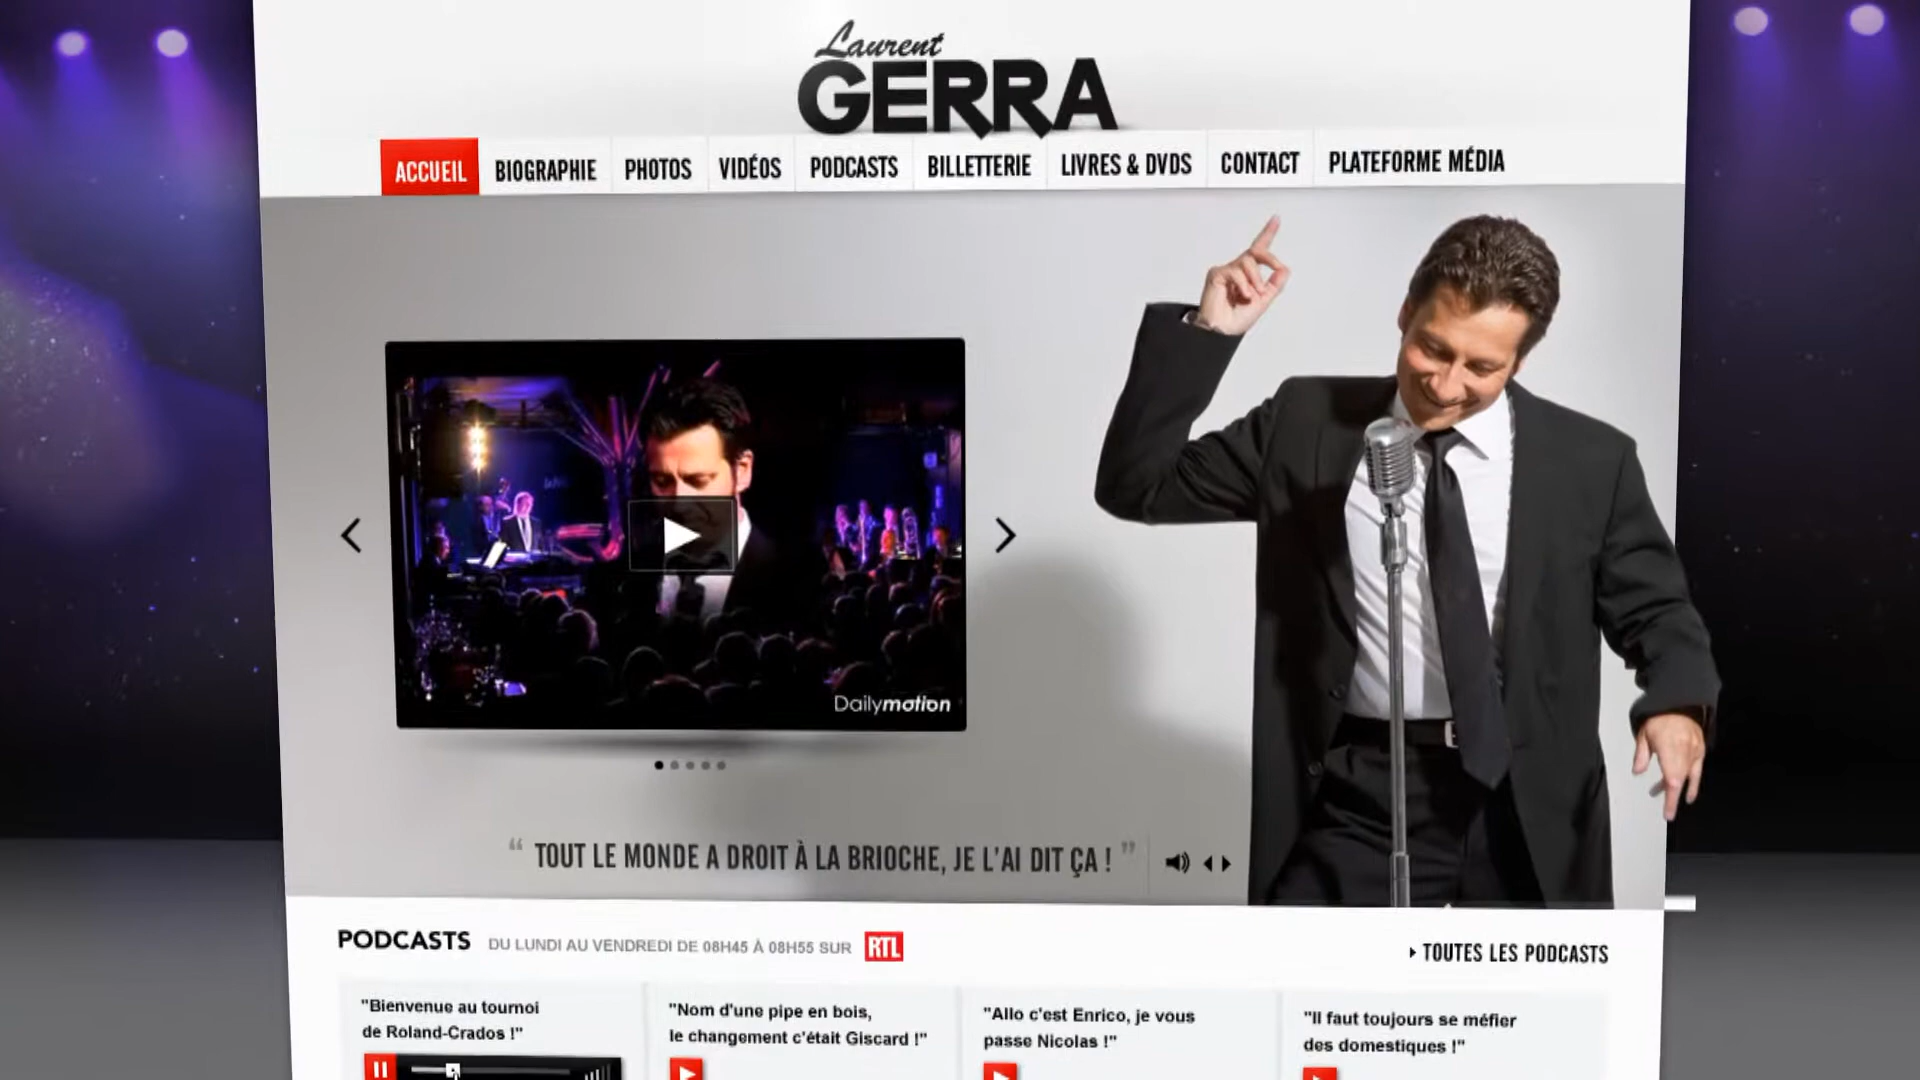 Laurent
GERRA
ACCUEIL
BIOGRAPHIE
PHOTOS
VIDÉOS
PODCASTS
BILLETTERIE
LIVRES & DVDS
CONTACT
PLATEFORME MÉDIA
Dailymotion
“ TOUT LE MONDE A DROIT À LA BRIOCHE, JE L'AI DIT ÇA ! ”
PODCASTS DU LUNDI AU VENDREDI DE 08H45 À 08H55 SUR RTL
TOUTES LES PODCASTS
"Bienvenue au tournoi
de Roland-Crados !"
"Nom d'une pipe en bois,
le changement c'était Giscard !"
"Allo c'est Enrico, je vous
passe Nicolas !"
"Il faut toujours se méfier
des domestiques !"